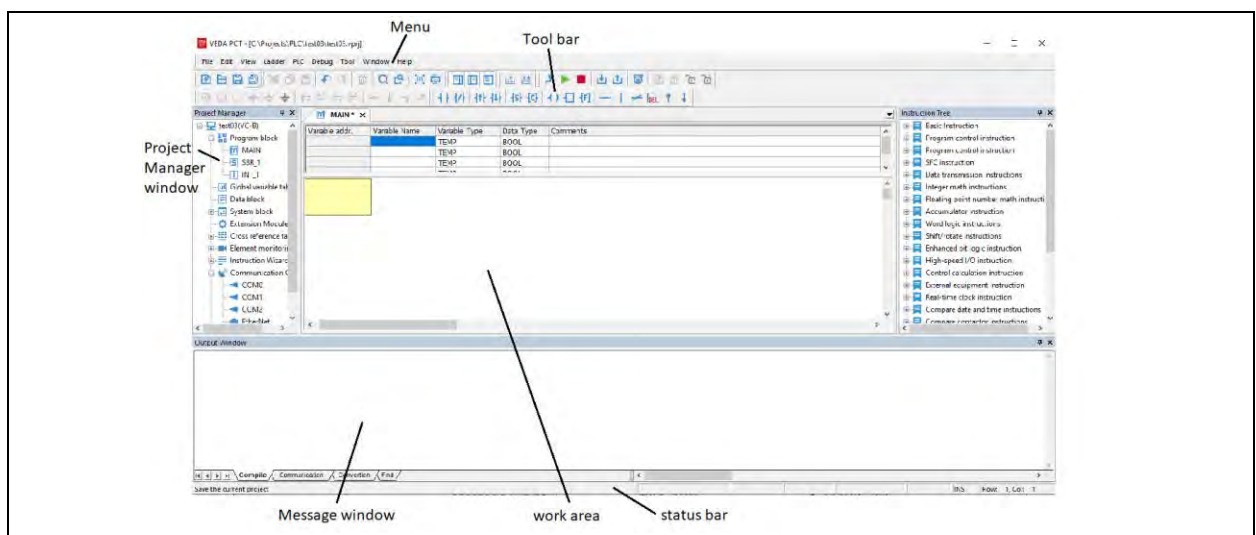 Menu
Tool bar
VEDA PCT - [C:\Projects\PLC\test03\test03.vprj]
File Edit View Ladder PLC Debug Tool Window Help
Project Manager
MAIN*
Instruction Tree
test03(VC-B)
Program block
MAIN
SBR_1
Global variable tab
Data block
System block
Extension Module
Cross reference ta
Element monitorin
Instruction Wizard
Communication C
COM0
COM1
COM2
EtherNet
Variable addr. Variable Name Variable Type Data Type Comments
TEMP BOOL
TEMP BOOL
TEMP BOOL
Basic Instruction
Program control instruction
Program control instruction
SFC instruction
Data transmission instructions
Integer math instructions
Floating point number math instructi
Accumulator instruction
Word logic instructions
Shift/rotate instructions
Enhanced bit logic instruction
High-speed I/O instruction
Control calculation instruction
External equipment instruction
Real-time clock instruction
Compare date and time instructions
Compare contactor instructions
Project
Manager
window
Output Window
Compile Communication Convertion Find
Save the current project
INS Row: 1, Col: 1
Message window
work area
status bar